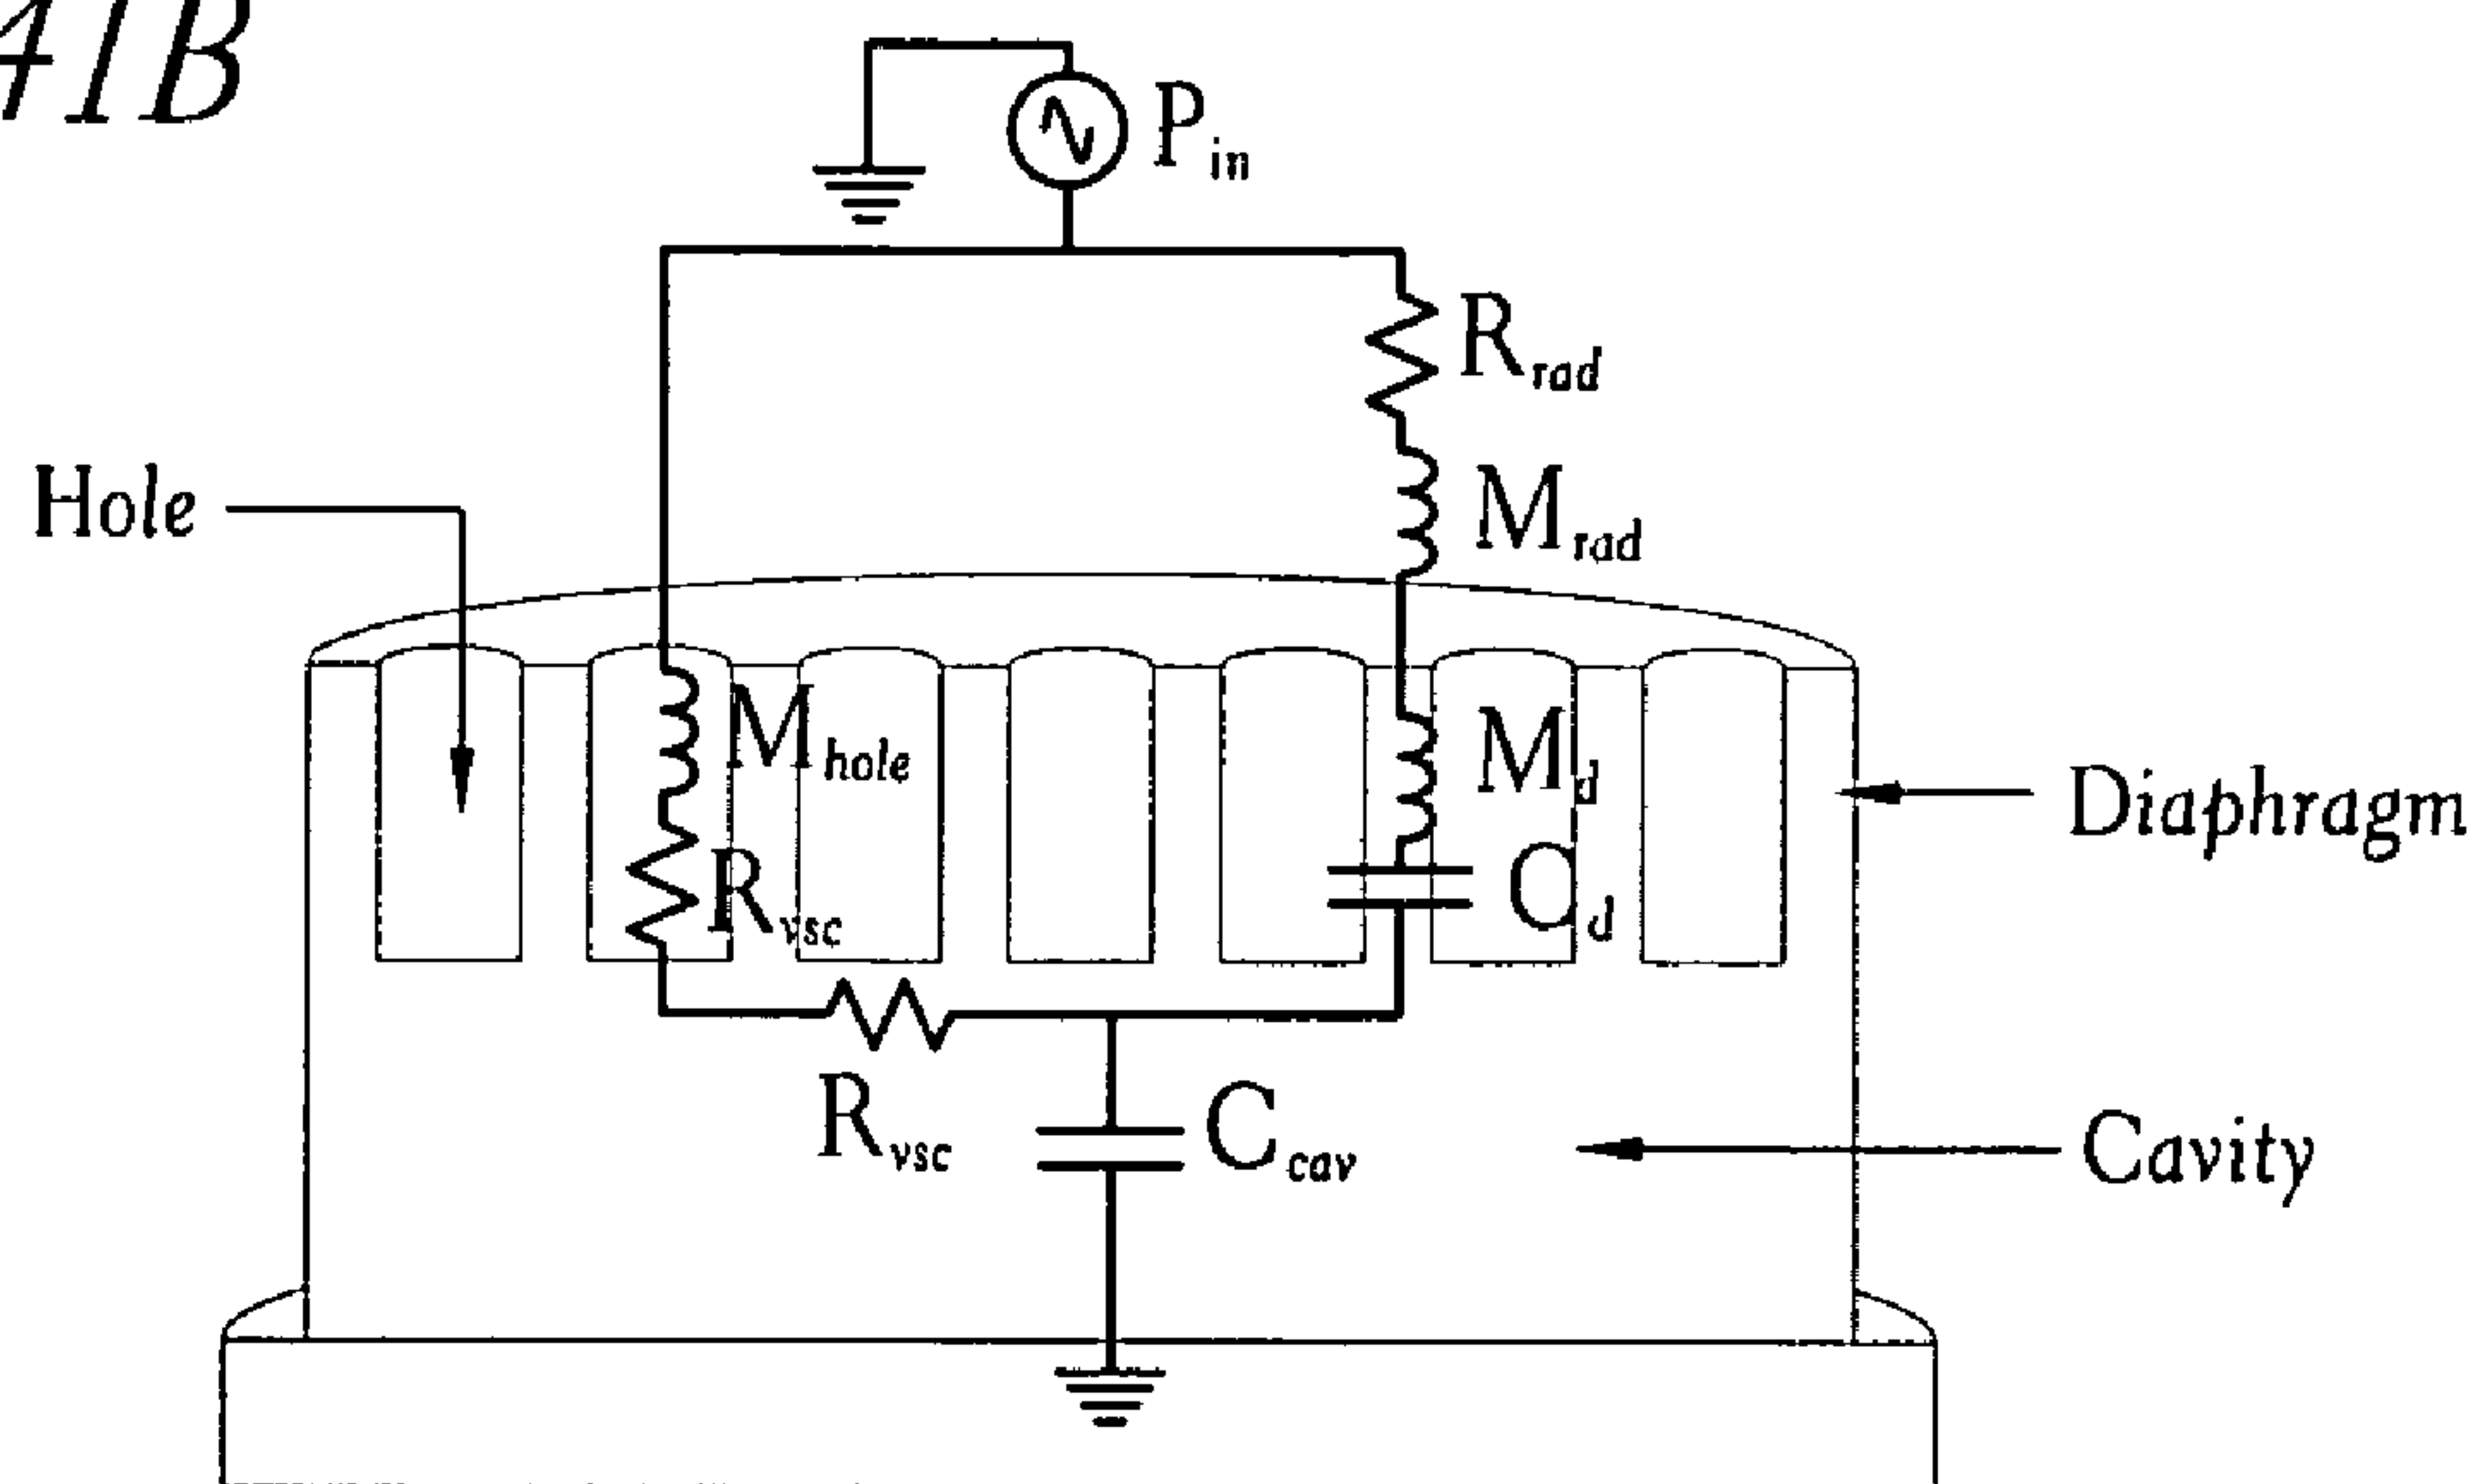 41B
Pin
Rrad
Mrad
Hole
Mhole
Md
Diaphragm
Rvsc
Cd
Rvsc
Ccav
Cavity